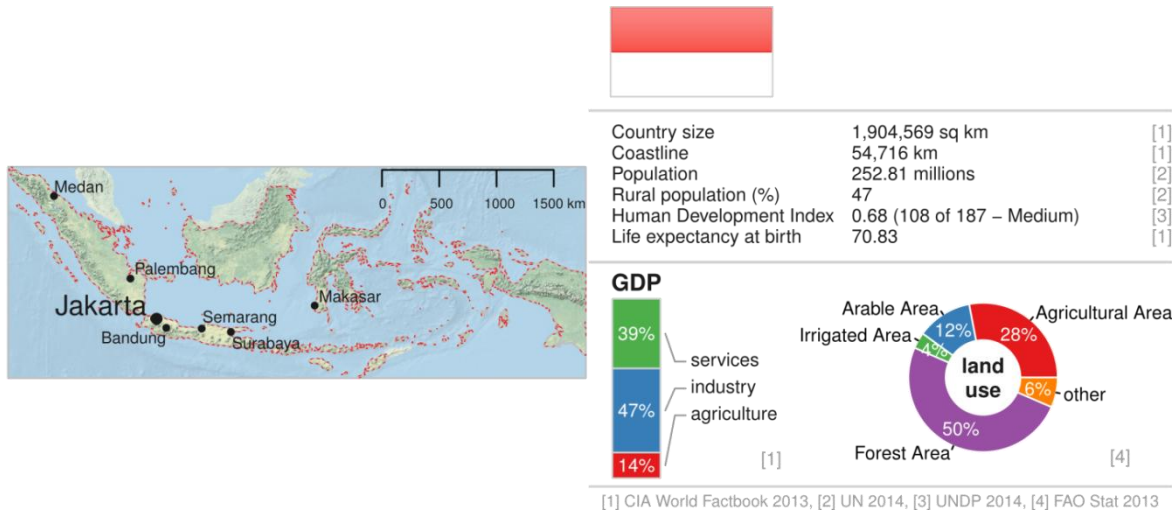 Medan
Palembang
Jakarta
Bandung
Semarang
Surabaya
Makasar
0 500 1000 1500 km
Country size 1,904,569 sq km [1]
Coastline 54,716 km [1]
Population 252.81 millions [2]
Rural population (%) 47 [2]
Human Development Index 0.68 (108 of 187 − Medium) [3]
Life expectancy at birth 70.83 [1]
GDP
39%
47%
14%
services
industry
agriculture
[1]
Arable Area
Irrigated Area
Agricultural Area
12%
28%
4%
land
use
6%
other
50%
Forest Area
[4]
[1] CIA World Factbook 2013, [2] UN 2014, [3] UNDP 2014, [4] FAO Stat 2013